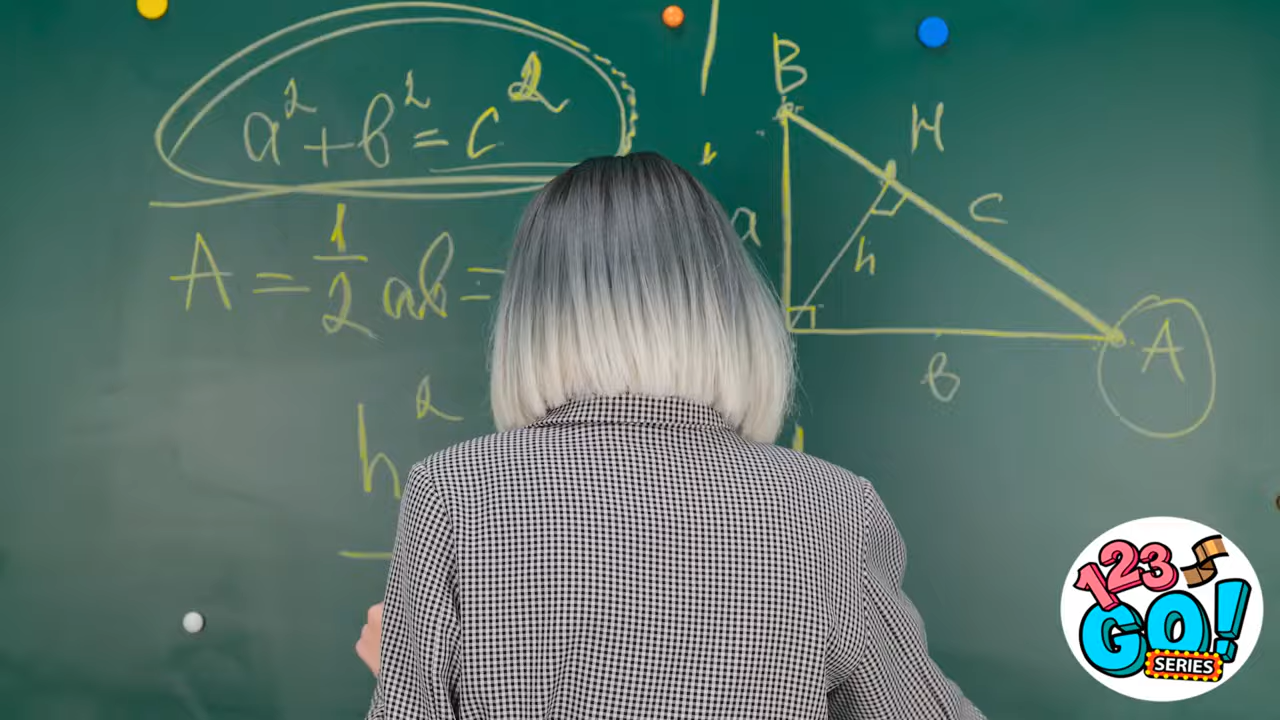 a² + b² = c²
A = 1/2 ab =
h²
B
H
a
c
h
b
A
123
GO!
SERIES